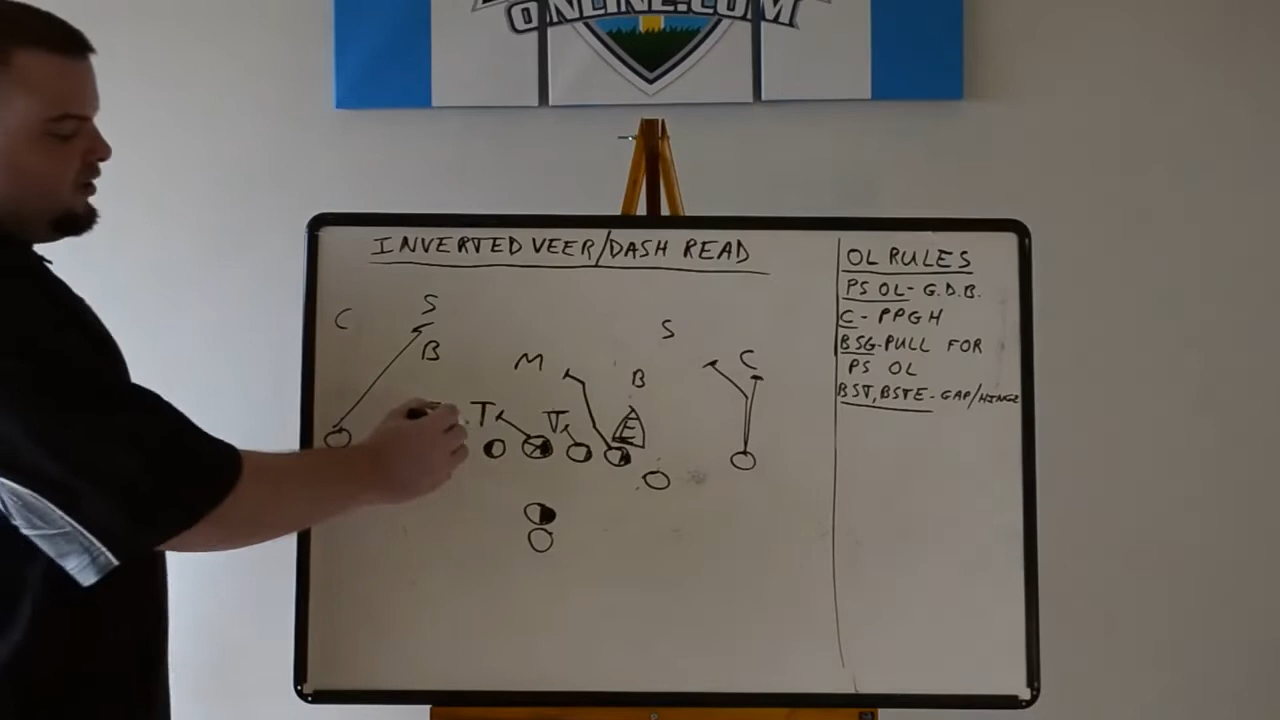 ONLINE.COM
INVERTED VEER/DASH READ
OL RULES
PS OL- G.D.B.
C- PPGH
BSG-PULL FOR
PS OL
BST, BSTE- GAP/HINGE
C S B M S B C
T T E